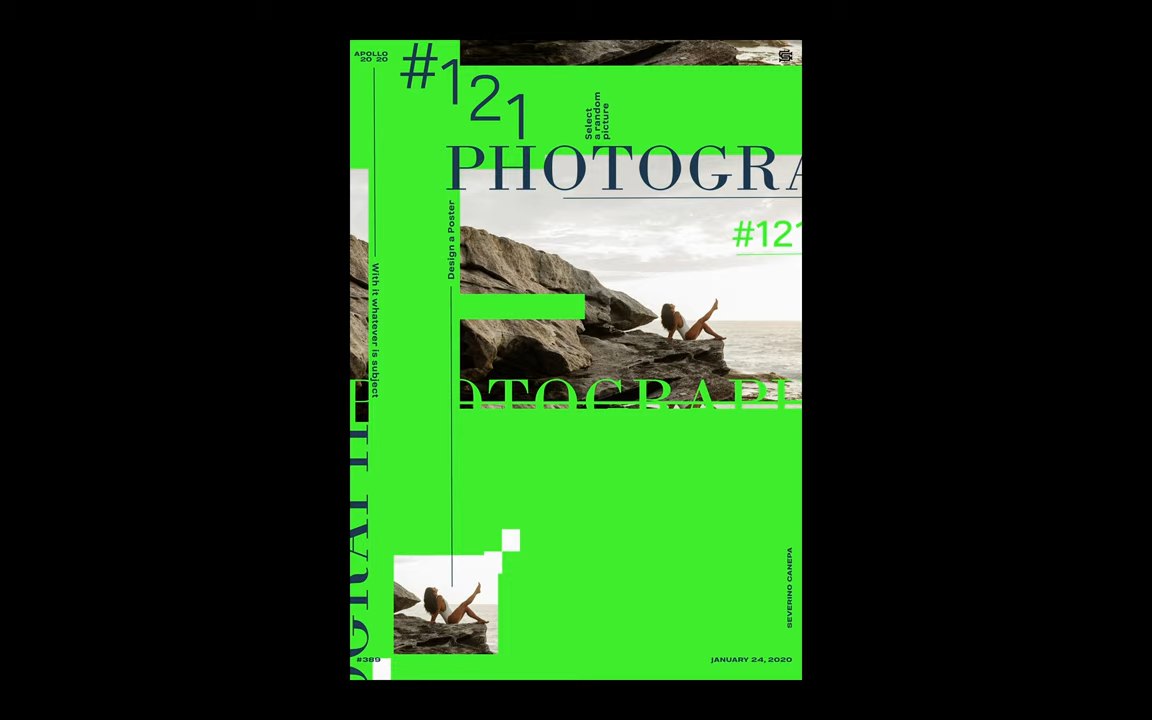 APOLLO
20 20
#121
Select
a random
picture
PHOTOGRA
#121
Design a Poster
With it whatever is subject
OTOGRAPH
OGRAPH
SEVERINO CANEPA
#389
JANUARY 24, 2020